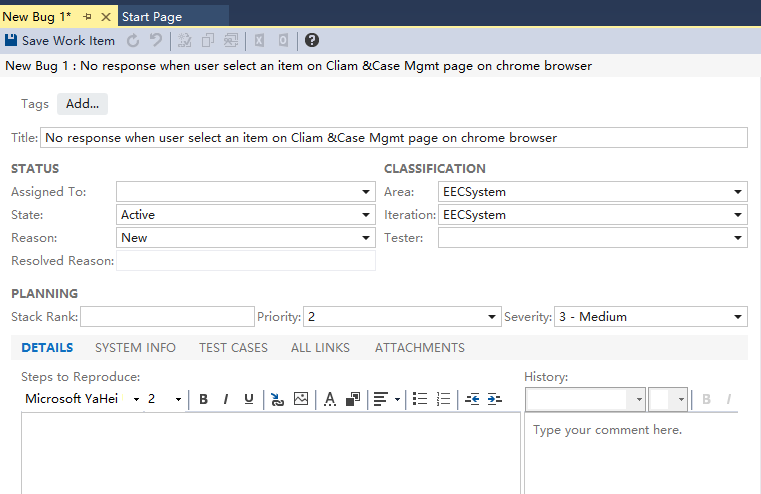 New Bug 1* Start Page
Save Work Item
New Bug 1 : No response when user select an item on Cliam &Case Mgmt page on chrome browser
Tags Add...
Title: No response when user select an item on Cliam &Case Mgmt page on chrome browser
STATUS CLASSIFICATION
Assigned To: Area: EECSystem
State: Active Iteration: EECSystem
Reason: New Tester:
Resolved Reason:
PLANNING
Stack Rank: Priority: 2 Severity: 3 - Medium
DETAILS SYSTEM INFO TEST CASES ALL LINKS ATTACHMENTS
Steps to Reproduce: History:
Microsoft YaHei 2 B I U A B I
Type your comment here.